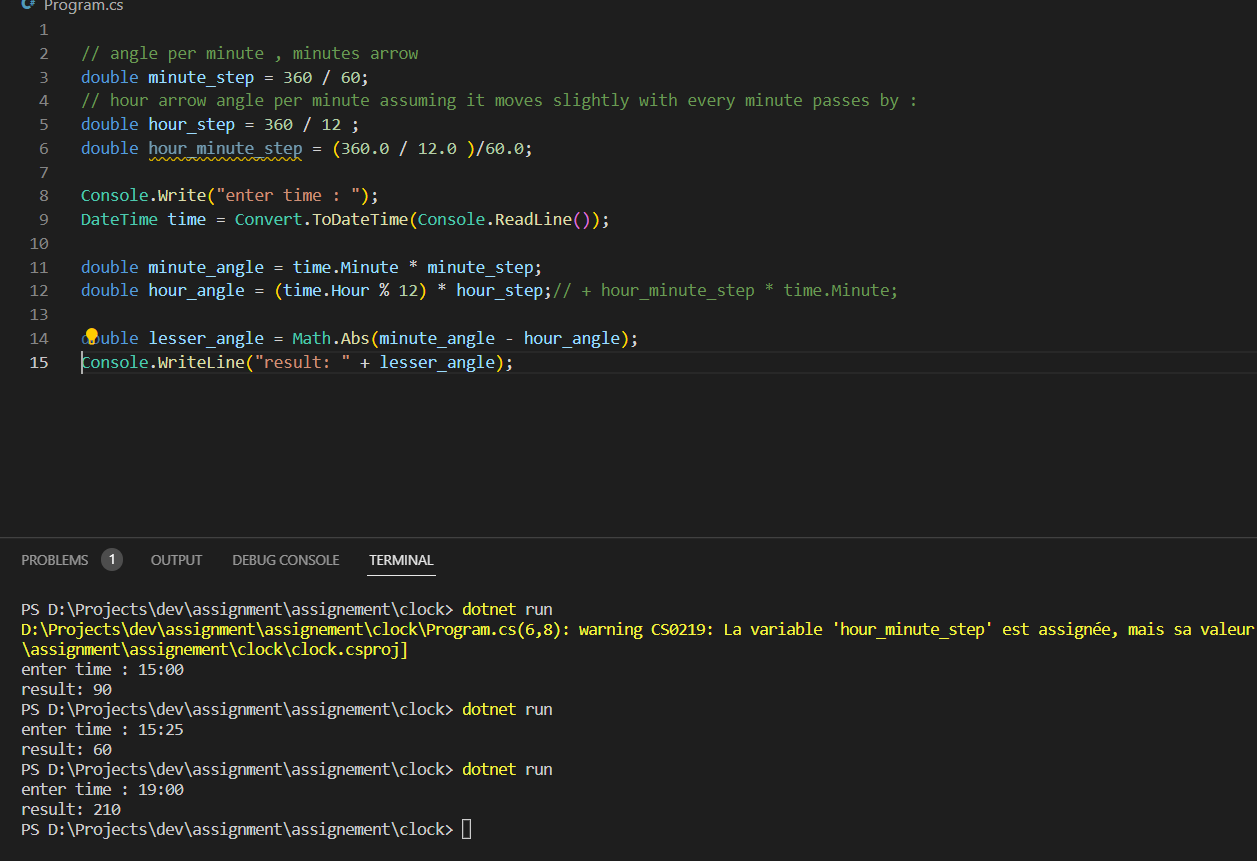 Program.cs
1
2 // angle per minute , minutes arrow
3 double minute_step = 360 / 60;
4 // hour arrow angle per minute assuming it moves slightly with every minute passes by :
5 double hour_step = 360 / 12 ;
6 double hour_minute_step = (360.0 / 12.0 )/60.0;
7
8 Console.Write("enter time : ");
9 DateTime time = Convert.ToDateTime(Console.ReadLine());
10
11 double minute_angle = time.Minute * minute_step;
12 double hour_angle = (time.Hour % 12) * hour_step;// + hour_minute_step * time.Minute;
13
14 double lesser_angle = Math.Abs(minute_angle - hour_angle);
15 Console.WriteLine("result: " + lesser_angle);
PROBLEMS 1 OUTPUT DEBUG CONSOLE TERMINAL
PS D:\Projects\dev\assignment\assignement\clock> dotnet run
D:\Projects\dev\assignment\assignement\clock\Program.cs(6,8): warning CS0219: La variable 'hour_minute_step' est assignée, mais sa valeur
\assignment\assignement\clock\clock.csproj]
enter time : 15:00
result: 90
PS D:\Projects\dev\assignment\assignement\clock> dotnet run
enter time : 15:25
result: 60
PS D:\Projects\dev\assignment\assignement\clock> dotnet run
enter time : 19:00
result: 210
PS D:\Projects\dev\assignment\assignement\clock>